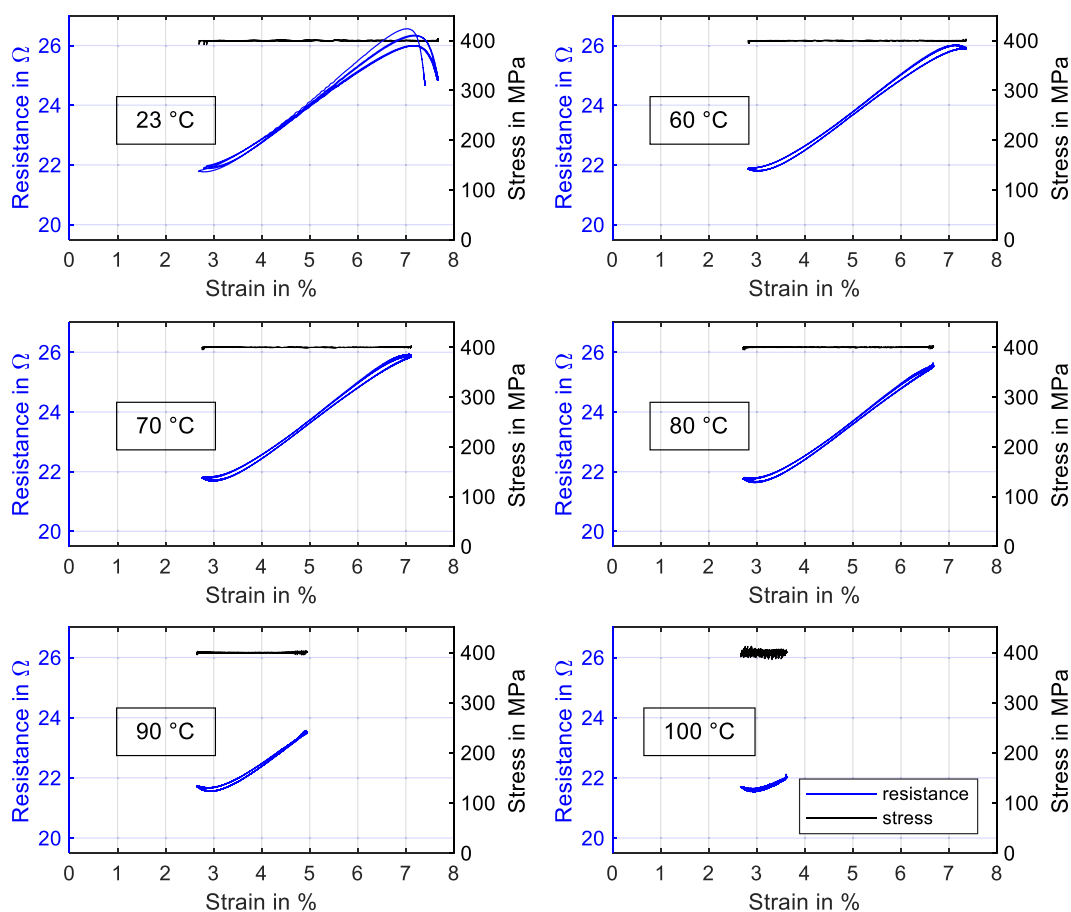 Resistance in Ω
26
24
22
20
23 °C
400
300
200
100
0
Stress in MPa
0 1 2 3 4 5 6 7 8
Strain in %
Resistance in Ω
26
24
22
20
60 °C
400
300
200
100
0
Stress in MPa
0 1 2 3 4 5 6 7 8
Strain in %
Resistance in Ω
26
24
22
20
70 °C
400
300
200
100
0
Stress in MPa
0 1 2 3 4 5 6 7 8
Strain in %
Resistance in Ω
26
24
22
20
80 °C
400
300
200
100
0
Stress in MPa
0 1 2 3 4 5 6 7 8
Strain in %
Resistance in Ω
26
24
22
20
90 °C
400
300
200
100
0
Stress in MPa
0 1 2 3 4 5 6 7 8
Strain in %
Resistance in Ω
26
24
22
20
100 °C
resistance
stress
400
300
200
100
0
Stress in MPa
0 1 2 3 4 5 6 7 8
Strain in %